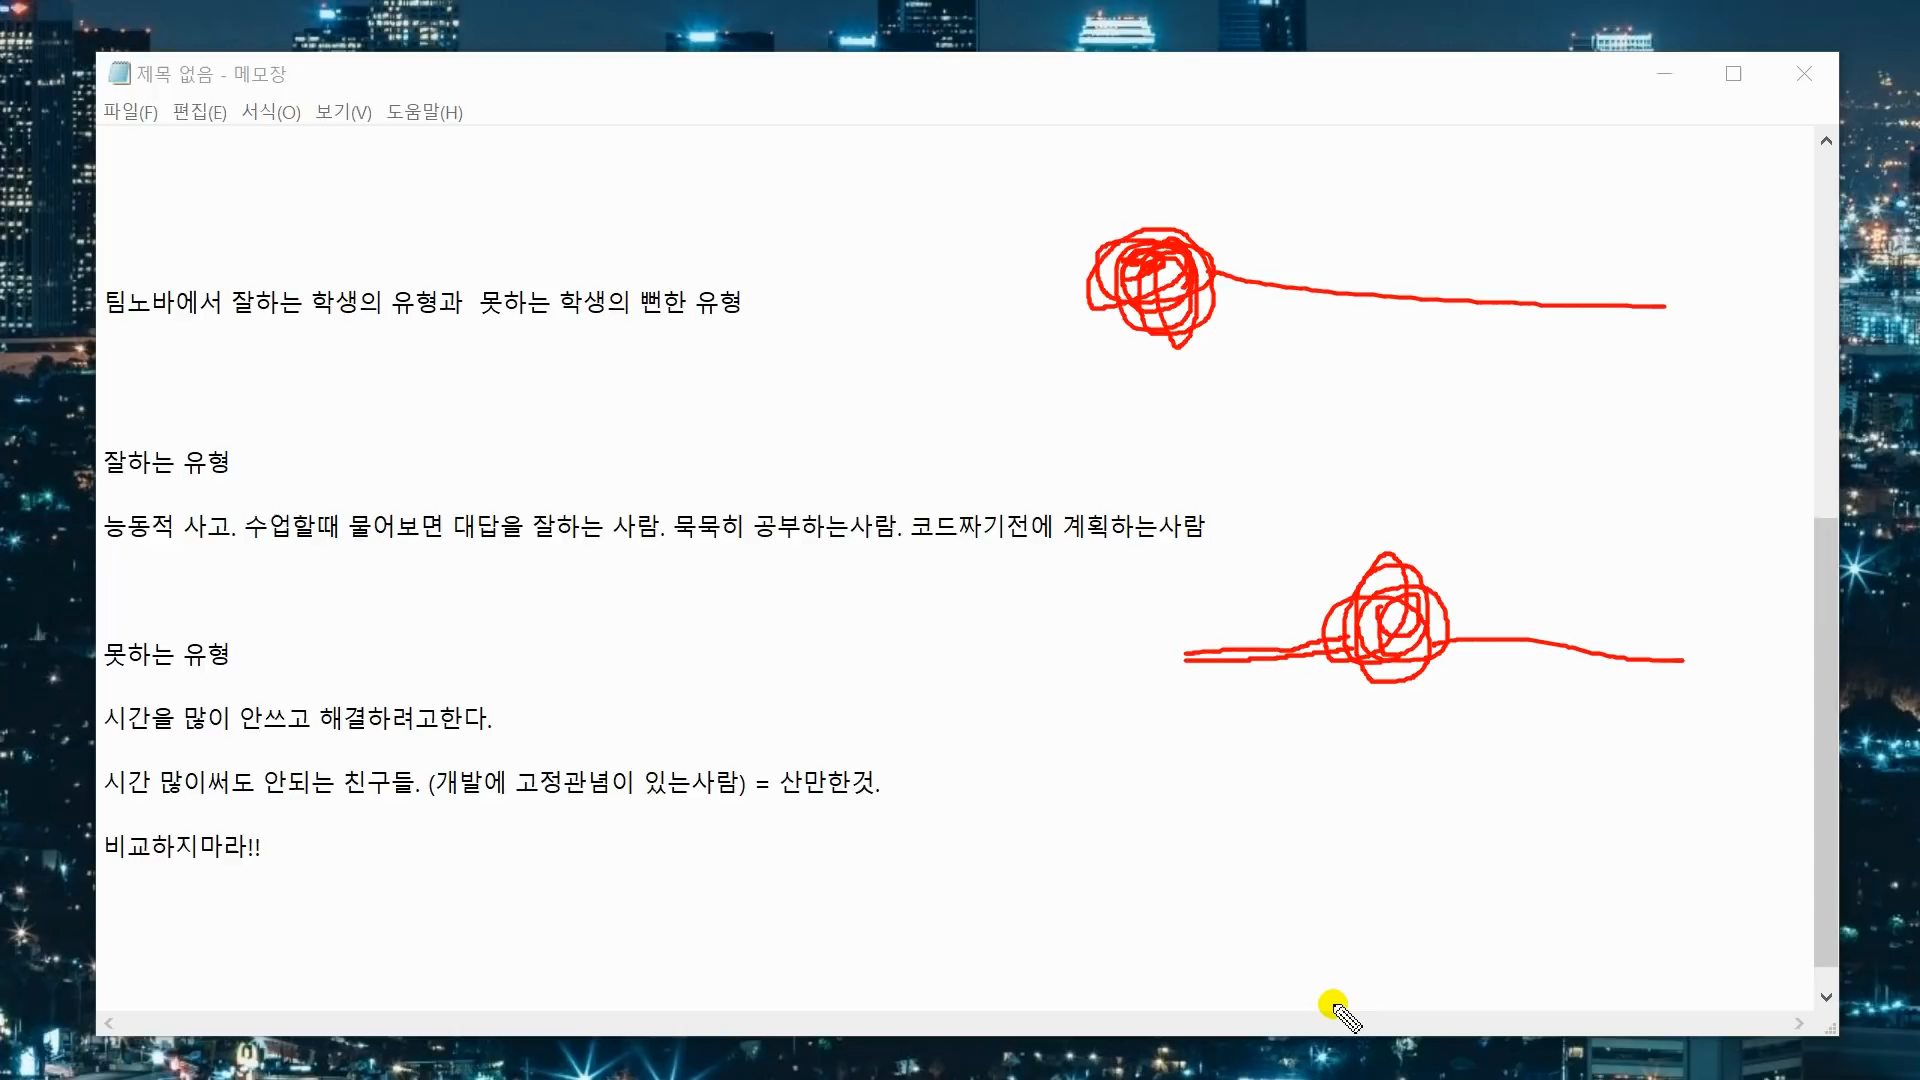 제목 없음 - 메모장
파일(F) 편집(E) 서식(O) 보기(V) 도움말(H)
팀노바에서 잘하는 학생의 유형과  못하는 학생의 뻔한 유형
잘하는 유형
능동적 사고. 수업할때 물어보면 대답을 잘하는 사람. 묵묵히 공부하는사람. 코드짜기전에 계획하는사람
못하는 유형
시간을 많이 안쓰고 해결하려고한다.
시간 많이써도 안되는 친구들. (개발에 고정관념이 있는사람) = 산만한것.
비교하지마라!!